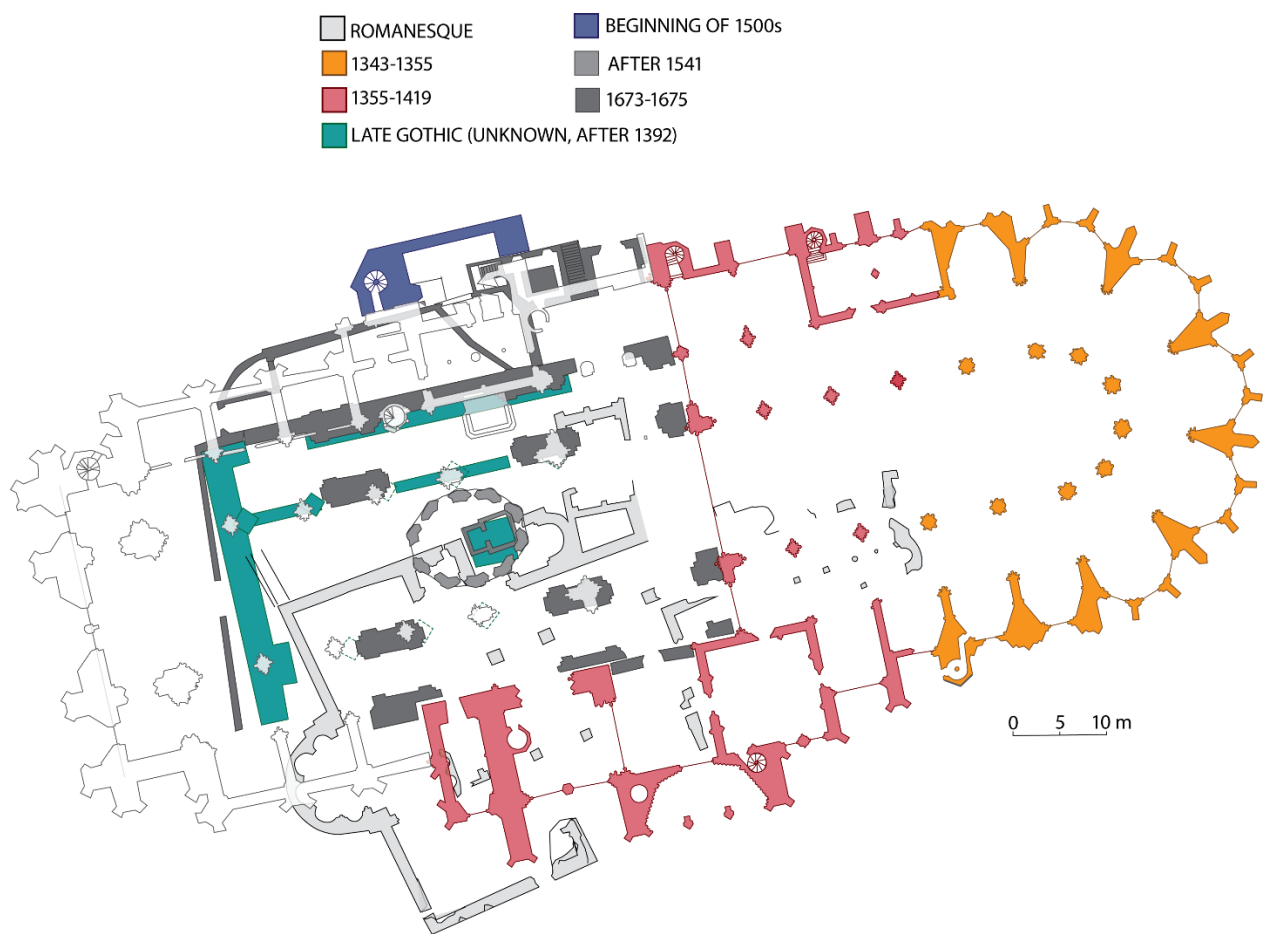 ROMANESQUE
1343-1355
1355-1419
LATE GOTHIC (UNKNOWN, AFTER 1392)
BEGINNING OF 1500s
AFTER 1541
1673-1675
0 5 10 m